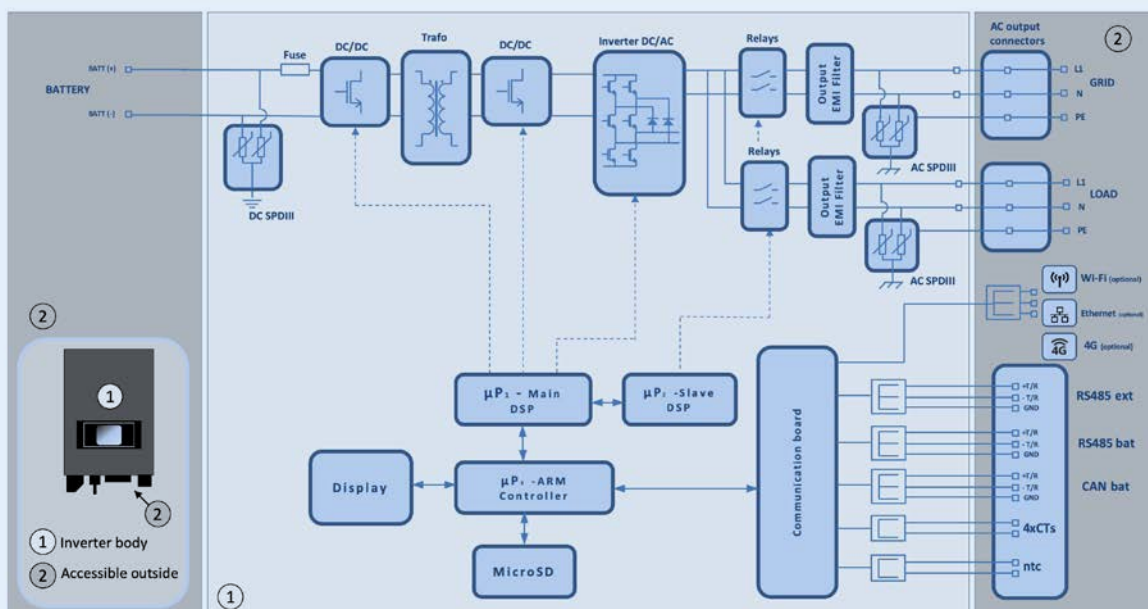 2
Fuse
DC/DC
Trafo
DC/DC
Inverter DC/AC
Relays
Output
EMI Filter
AC output
connectors
2
BATT (+)
BATTERY
BATT (-)
L1
GRID
N
PE
DC SPDIII
AC SPDIII
Relays
Output
EMI Filter
L1
LOAD
N
PE
AC SPDIII
Wi-Fi (optional)
Ethernet (optional)
4G
4G (optional)
2
1
2
1 Inverter body
2 Accessible outside
µP1 - Main
DSP
-Slave
DSP
-ARM
Controller
Display
MicroSD
Communication board
+T/R
- T/R
GND
RS485 ext
+T/R
- T/R
GND
RS485 bat
+T/R
- T/R
GND
CAN bat
4xCTs
ntc
1